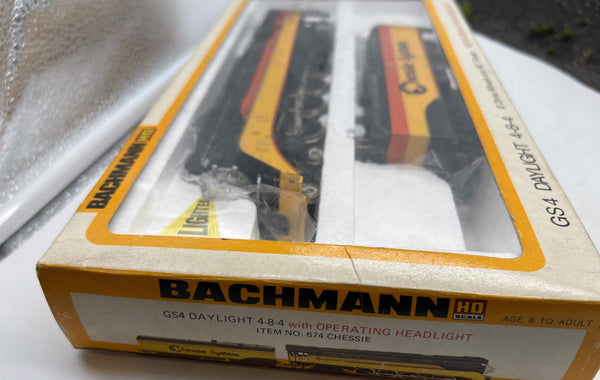 BACHMANN HO
LIGHTED
Chessie System
GS4 DAYLIGHT 4-8-4
BACHMANN HO
SCALE
GS4 DAYLIGHT 4-8-4 with OPERATING HEADLIGHT
ITEM NO. 674 CHESSIE
AGE 8 TO ADULT
Chessie System